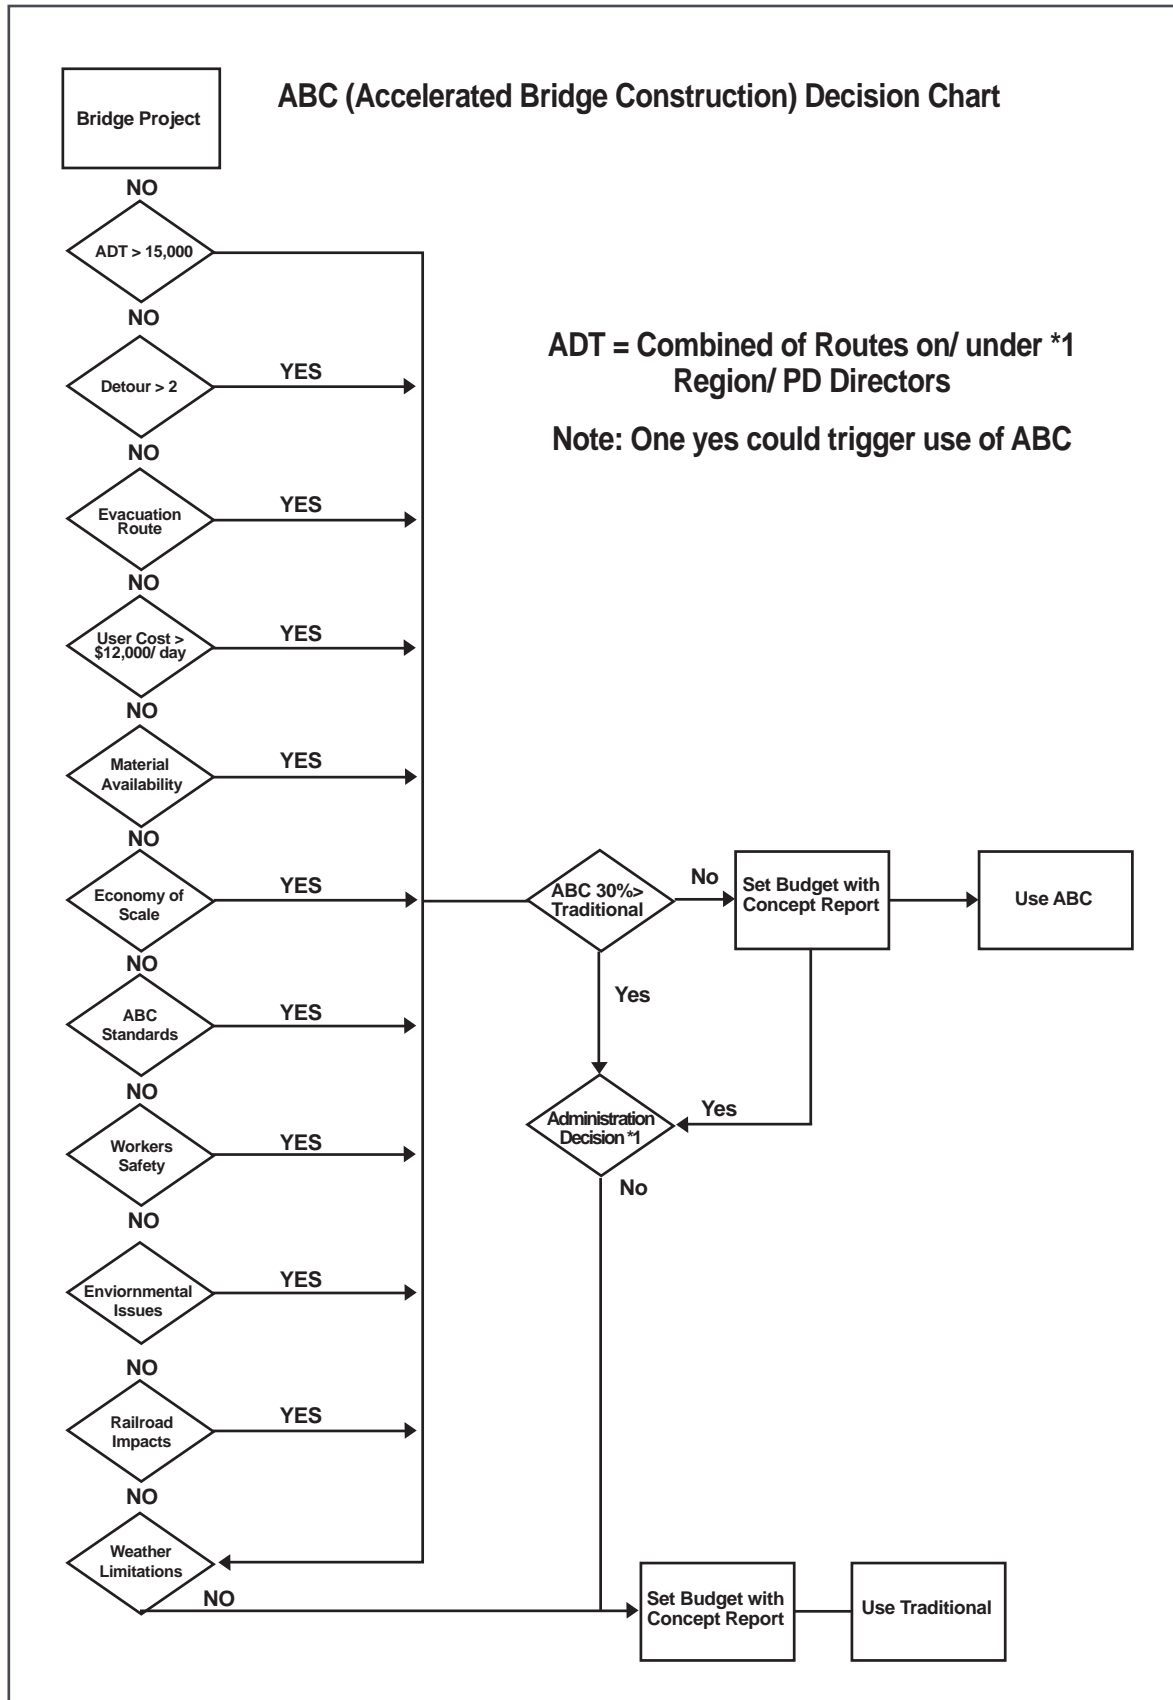 ABC (Accelerated Bridge Construction) Decision Chart
Bridge Project
NO
ADT > 15,000
NO
ADT = Combined of Routes on/ under *1
Region/ PD Directors
Note: One yes could trigger use of ABC
Detour > 2
YES
NO
Evacuation
Route
YES
NO
User Cost >
$12,000/ day
YES
NO
Material
Availability
YES
NO
Economy of
Scale
YES
ABC 30%>
Traditional
No
Set Budget with
Concept Report
Use ABC
NO
ABC
Standards
YES
Yes
NO
Workers
Safety
YES
Administration
Decision *1
Yes
No
NO
Enviornmental
Issues
YES
NO
Railroad
Impacts
YES
NO
Weather
Limitations
NO
Set Budget with
Concept Report
Use Traditional